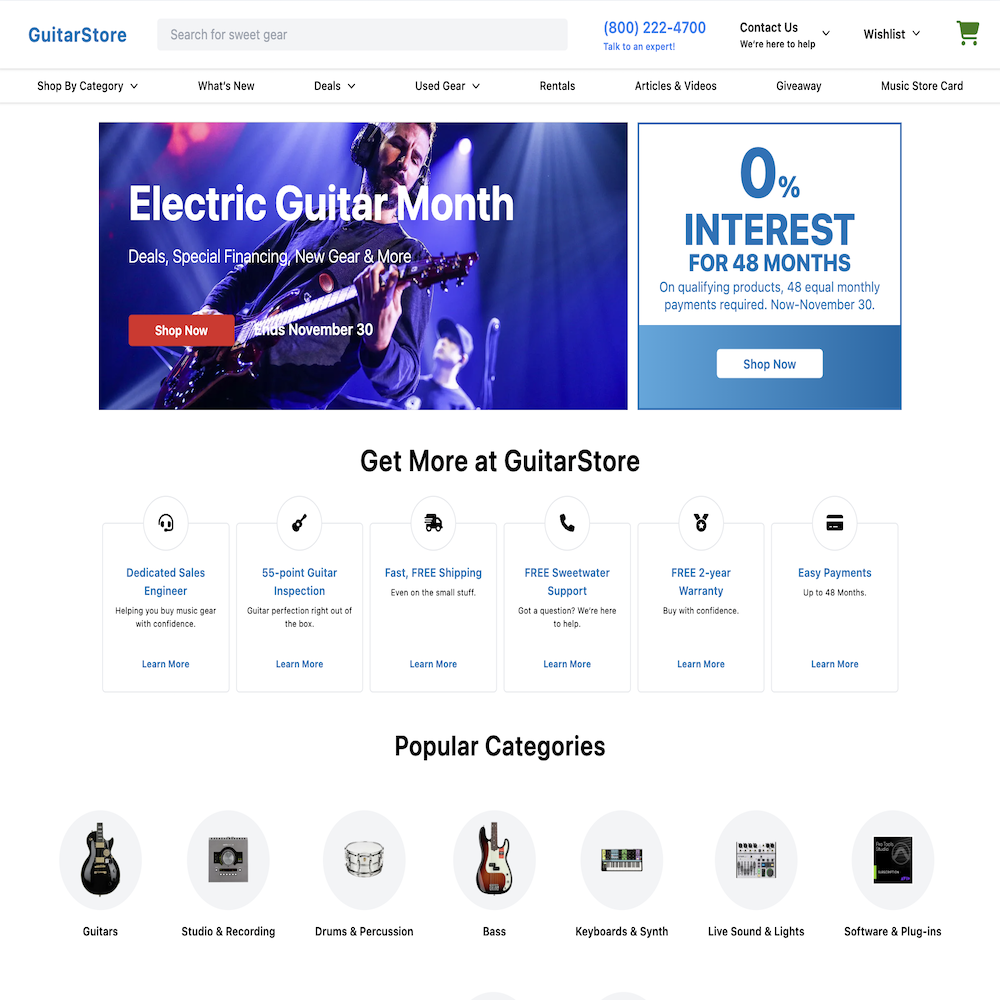 GuitarStore
Search for sweet gear
(800) 222-4700
Talk to an expert!
Contact Us
We're here to help
Wishlist
Shop By Category
What's New
Deals
Used Gear
Rentals
Articles & Videos
Giveaway
Music Store Card
Electric Guitar Month
Deals, Special Financing, New Gear & More
Shop Now
Ends November 30
0%
INTEREST
FOR 48 MONTHS
On qualifying products, 48 equal monthly
payments required. Now-November 30.
Shop Now
Get More at GuitarStore
Dedicated Sales
Engineer
Helping you buy music gear
with confidence.
Learn More
55-point Guitar
Inspection
Guitar perfection right out of
the box.
Learn More
Fast, FREE Shipping
Even on the small stuff.
Learn More
FREE Sweetwater
Support
Got a question? We're here
to help.
Learn More
FREE 2-year
Warranty
Buy with confidence.
Learn More
Easy Payments
Up to 48 Months.
Learn More
Popular Categories
Pro Tools
Studio
SUBSCRIPTION
AVID
Guitars
Studio & Recording
Drums & Percussion
Bass
Keyboards & Synth
Live Sound & Lights
Software & Plug-ins